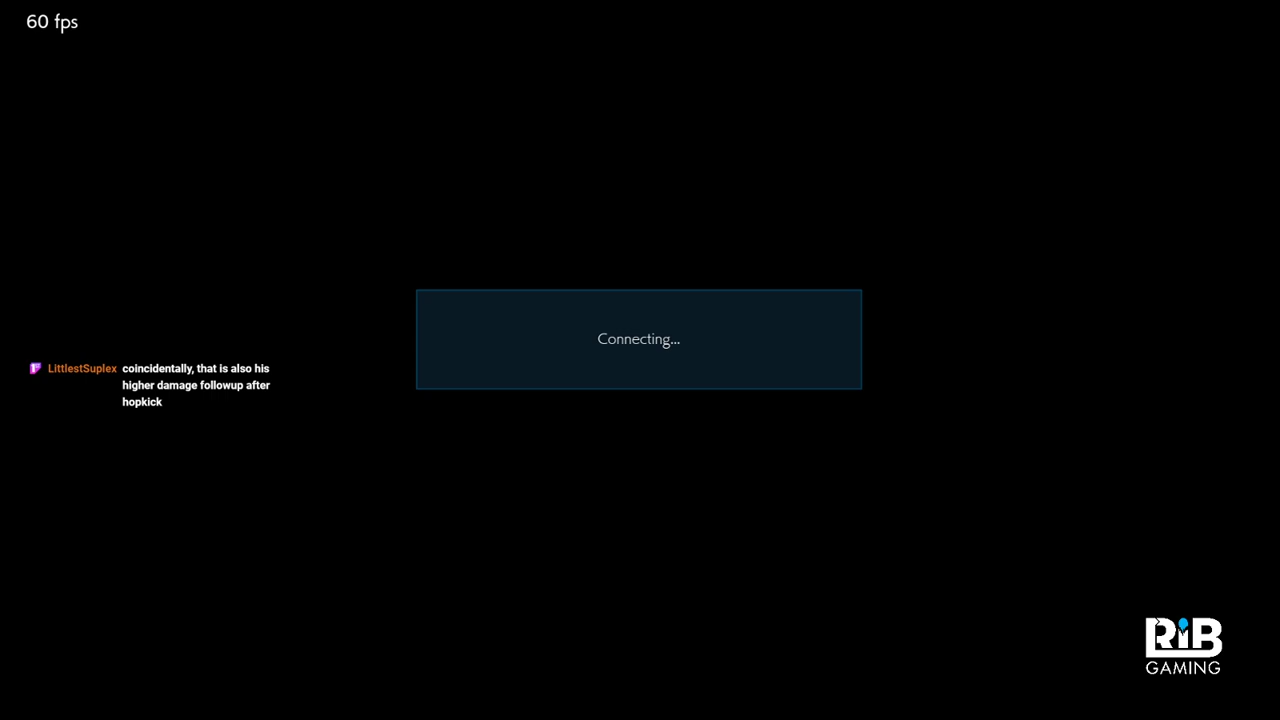 60 fps
Connecting...
LittlestSuplex coincidentally, that is also his
higher damage followup after
hopkick
RiB
GAMING